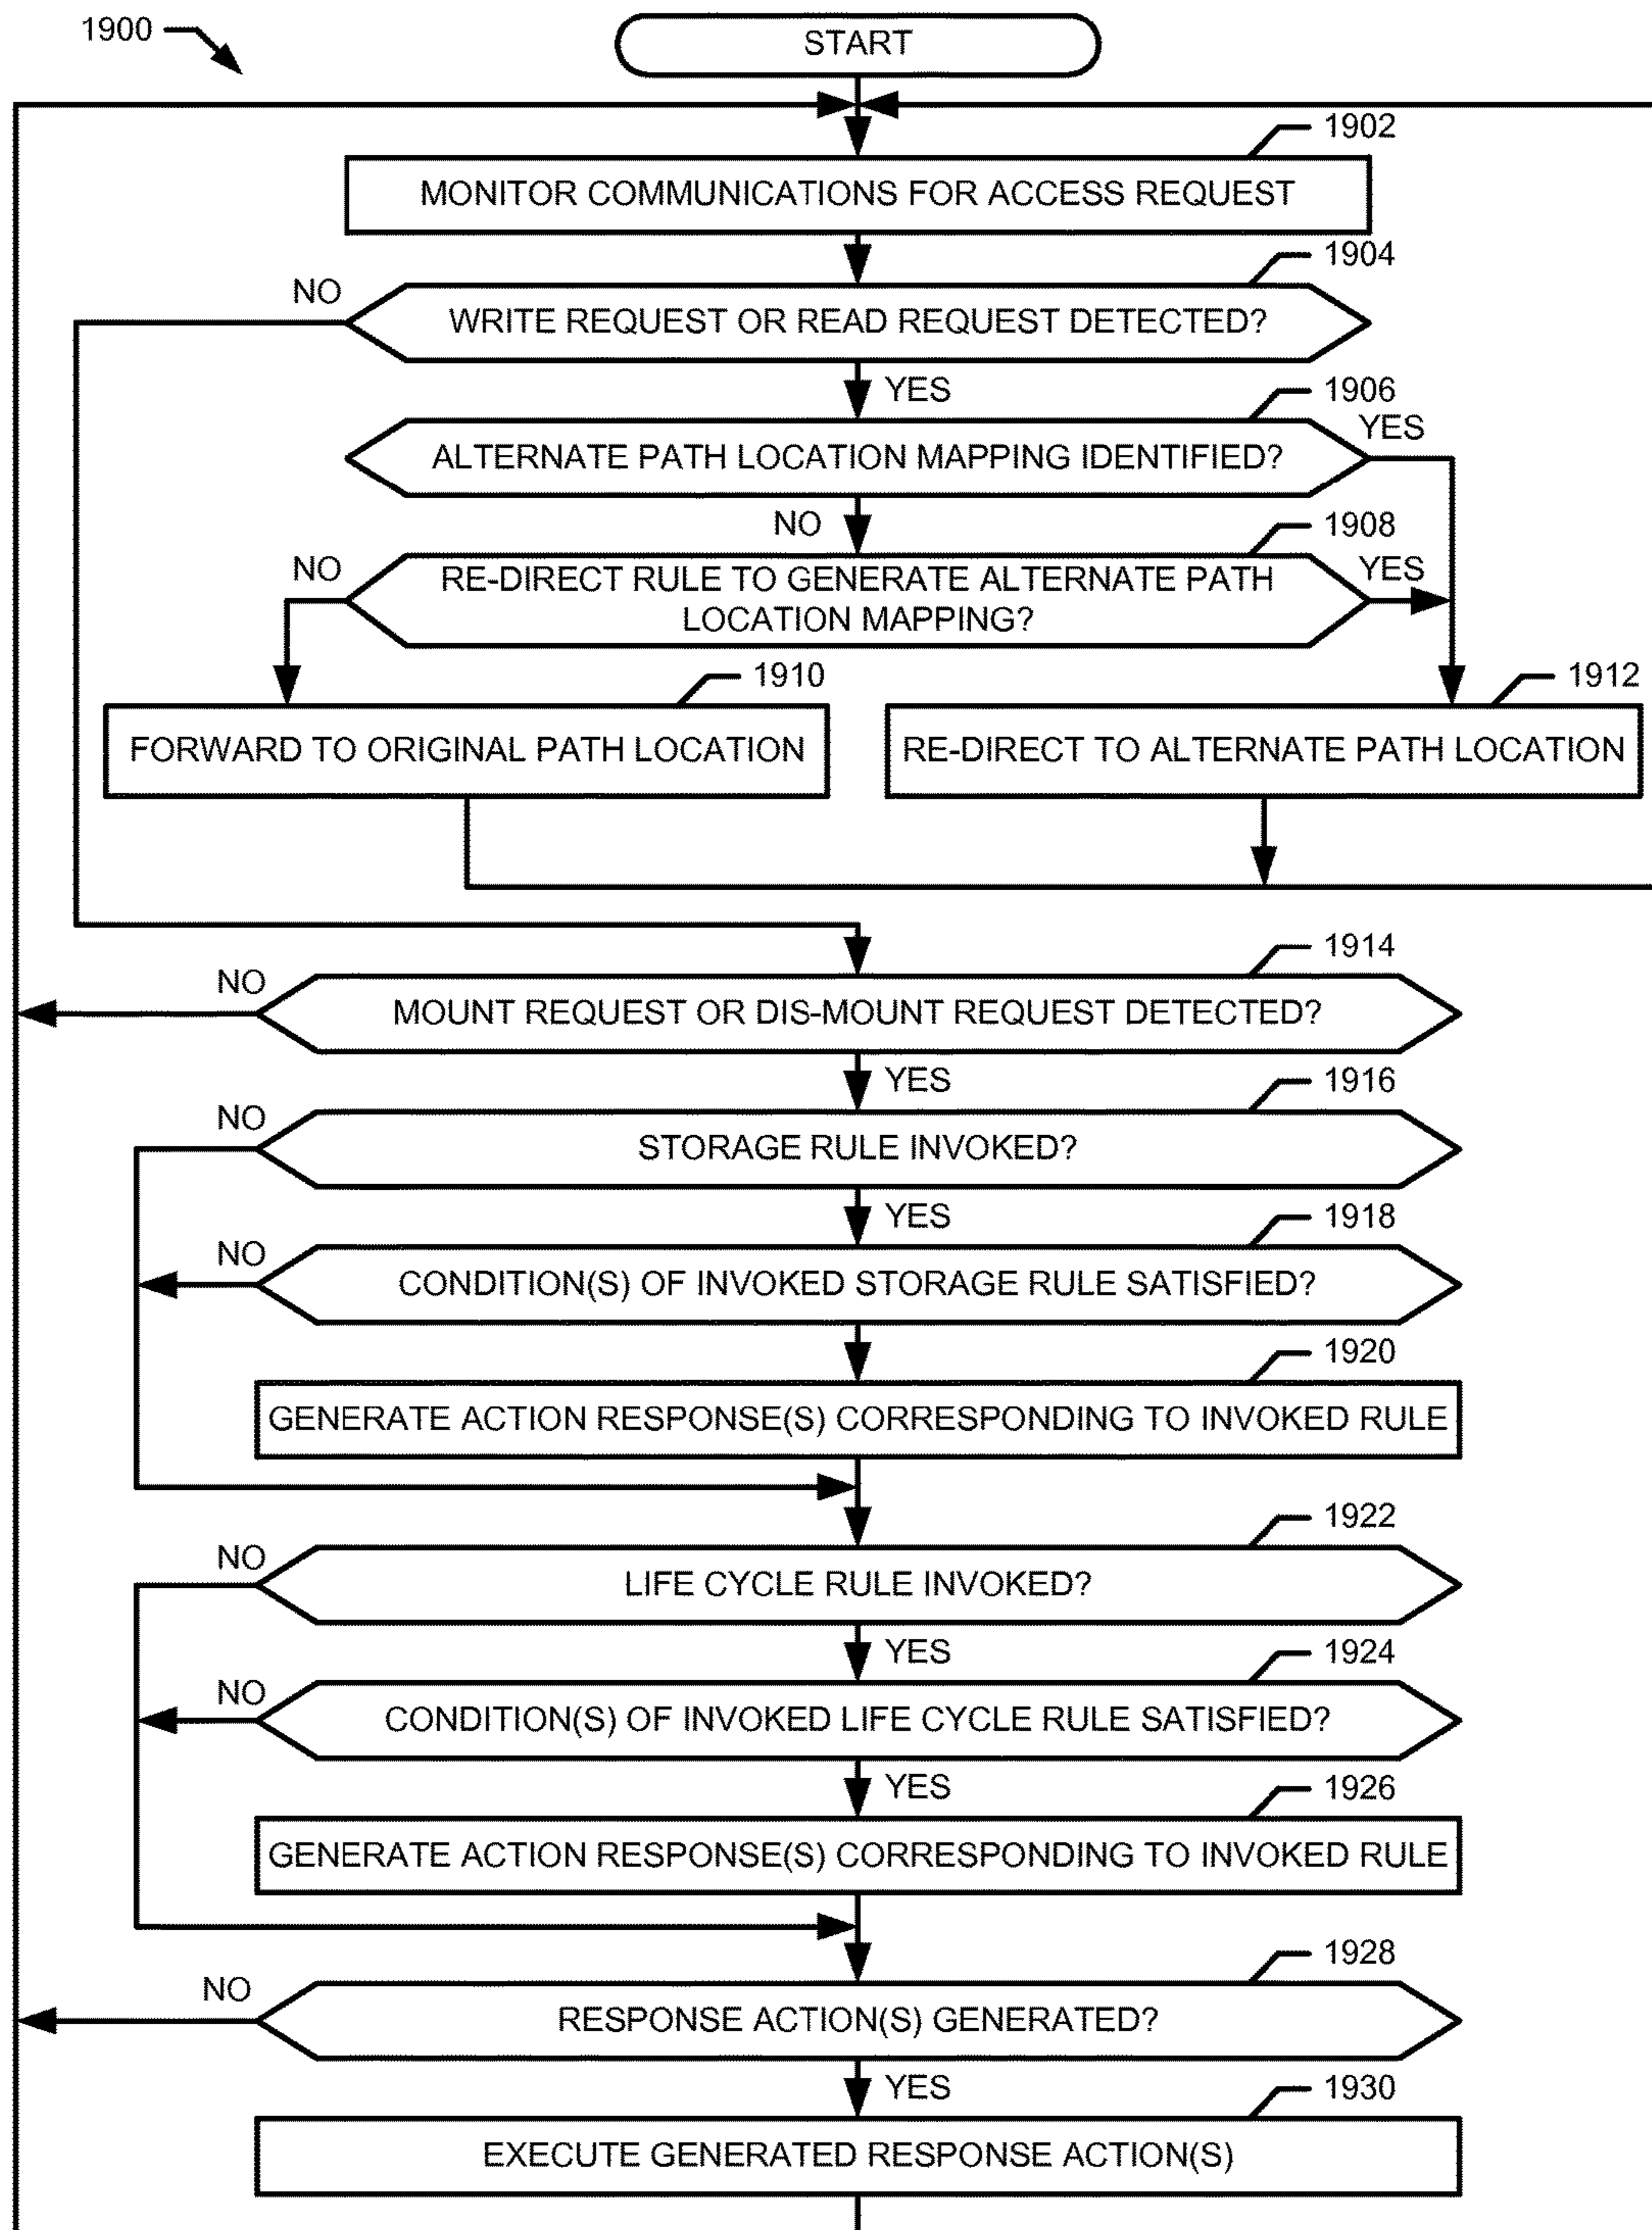 1900
START
1902
MONITOR COMMUNICATIONS FOR ACCESS REQUEST
1904
NO
WRITE REQUEST OR READ REQUEST DETECTED?
YES
1906
YES
ALTERNATE PATH LOCATION MAPPING IDENTIFIED?
NO
1908
NO
YES
RE-DIRECT RULE TO GENERATE ALTERNATE PATH
LOCATION MAPPING?
1910
1912
FORWARD TO ORIGINAL PATH LOCATION
RE-DIRECT TO ALTERNATE PATH LOCATION
1914
NO
MOUNT REQUEST OR DIS-MOUNT REQUEST DETECTED?
YES
1916
NO
STORAGE RULE INVOKED?
YES
1918
NO
CONDITION(S) OF INVOKED STORAGE RULE SATISFIED?
1920
GENERATE ACTION RESPONSE(S) CORRESPONDING TO INVOKED RULE
1922
NO
LIFE CYCLE RULE INVOKED?
YES
1924
NO
CONDITION(S) OF INVOKED LIFE CYCLE RULE SATISFIED?
YES
1926
GENERATE ACTION RESPONSE(S) CORRESPONDING TO INVOKED RULE
1928
NO
RESPONSE ACTION(S) GENERATED?
YES
1930
EXECUTE GENERATED RESPONSE ACTION(S)